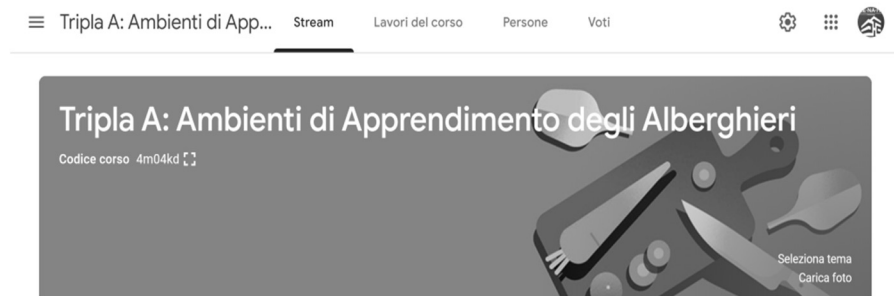 Tripla A: Ambienti di App... Stream Lavori del corso Persone Voti
Tripla A: Ambienti di Apprendimento degli Alberghieri
Codice corso 4m04kd
Seleziona tema
Carica foto